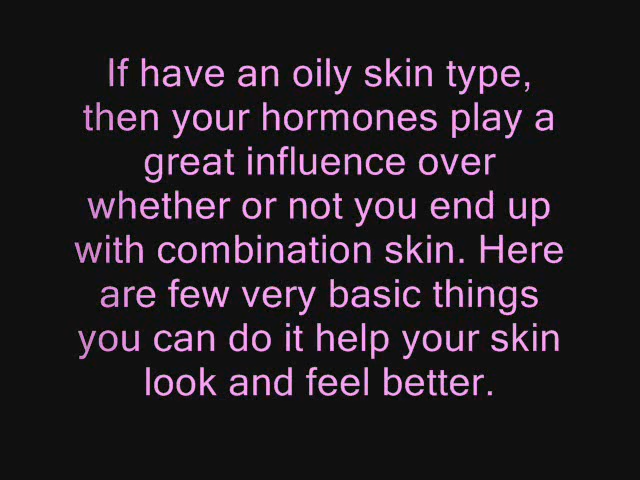 If have an oily skin type,
then your hormones play a
great influence over
whether or not you end up
with combination skin. Here
are few very basic things
you can do it help your skin
look and feel better.